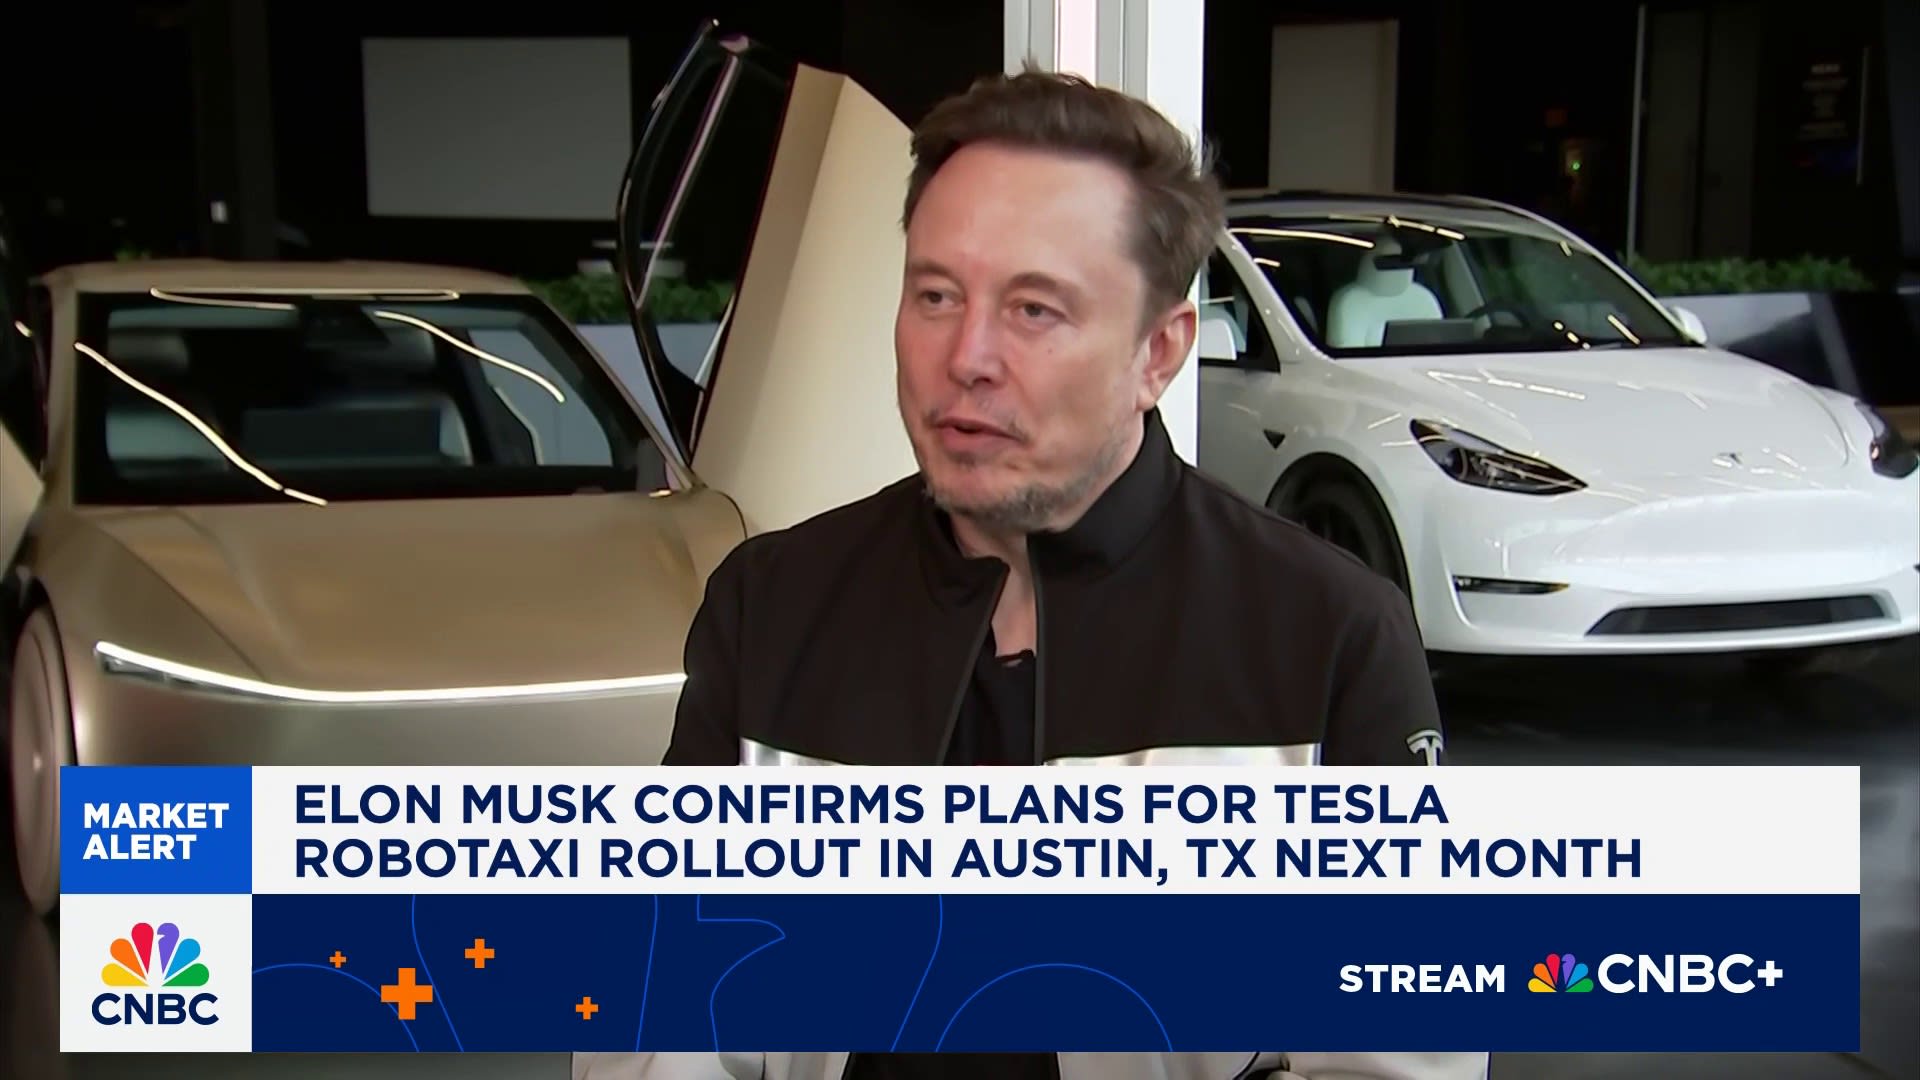 MARKET
ALERT
ELON MUSK CONFIRMS PLANS FOR TESLA
ROBOTAXI ROLLOUT IN AUSTIN, TX NEXT MONTH
CNBC
STREAM CNBC+